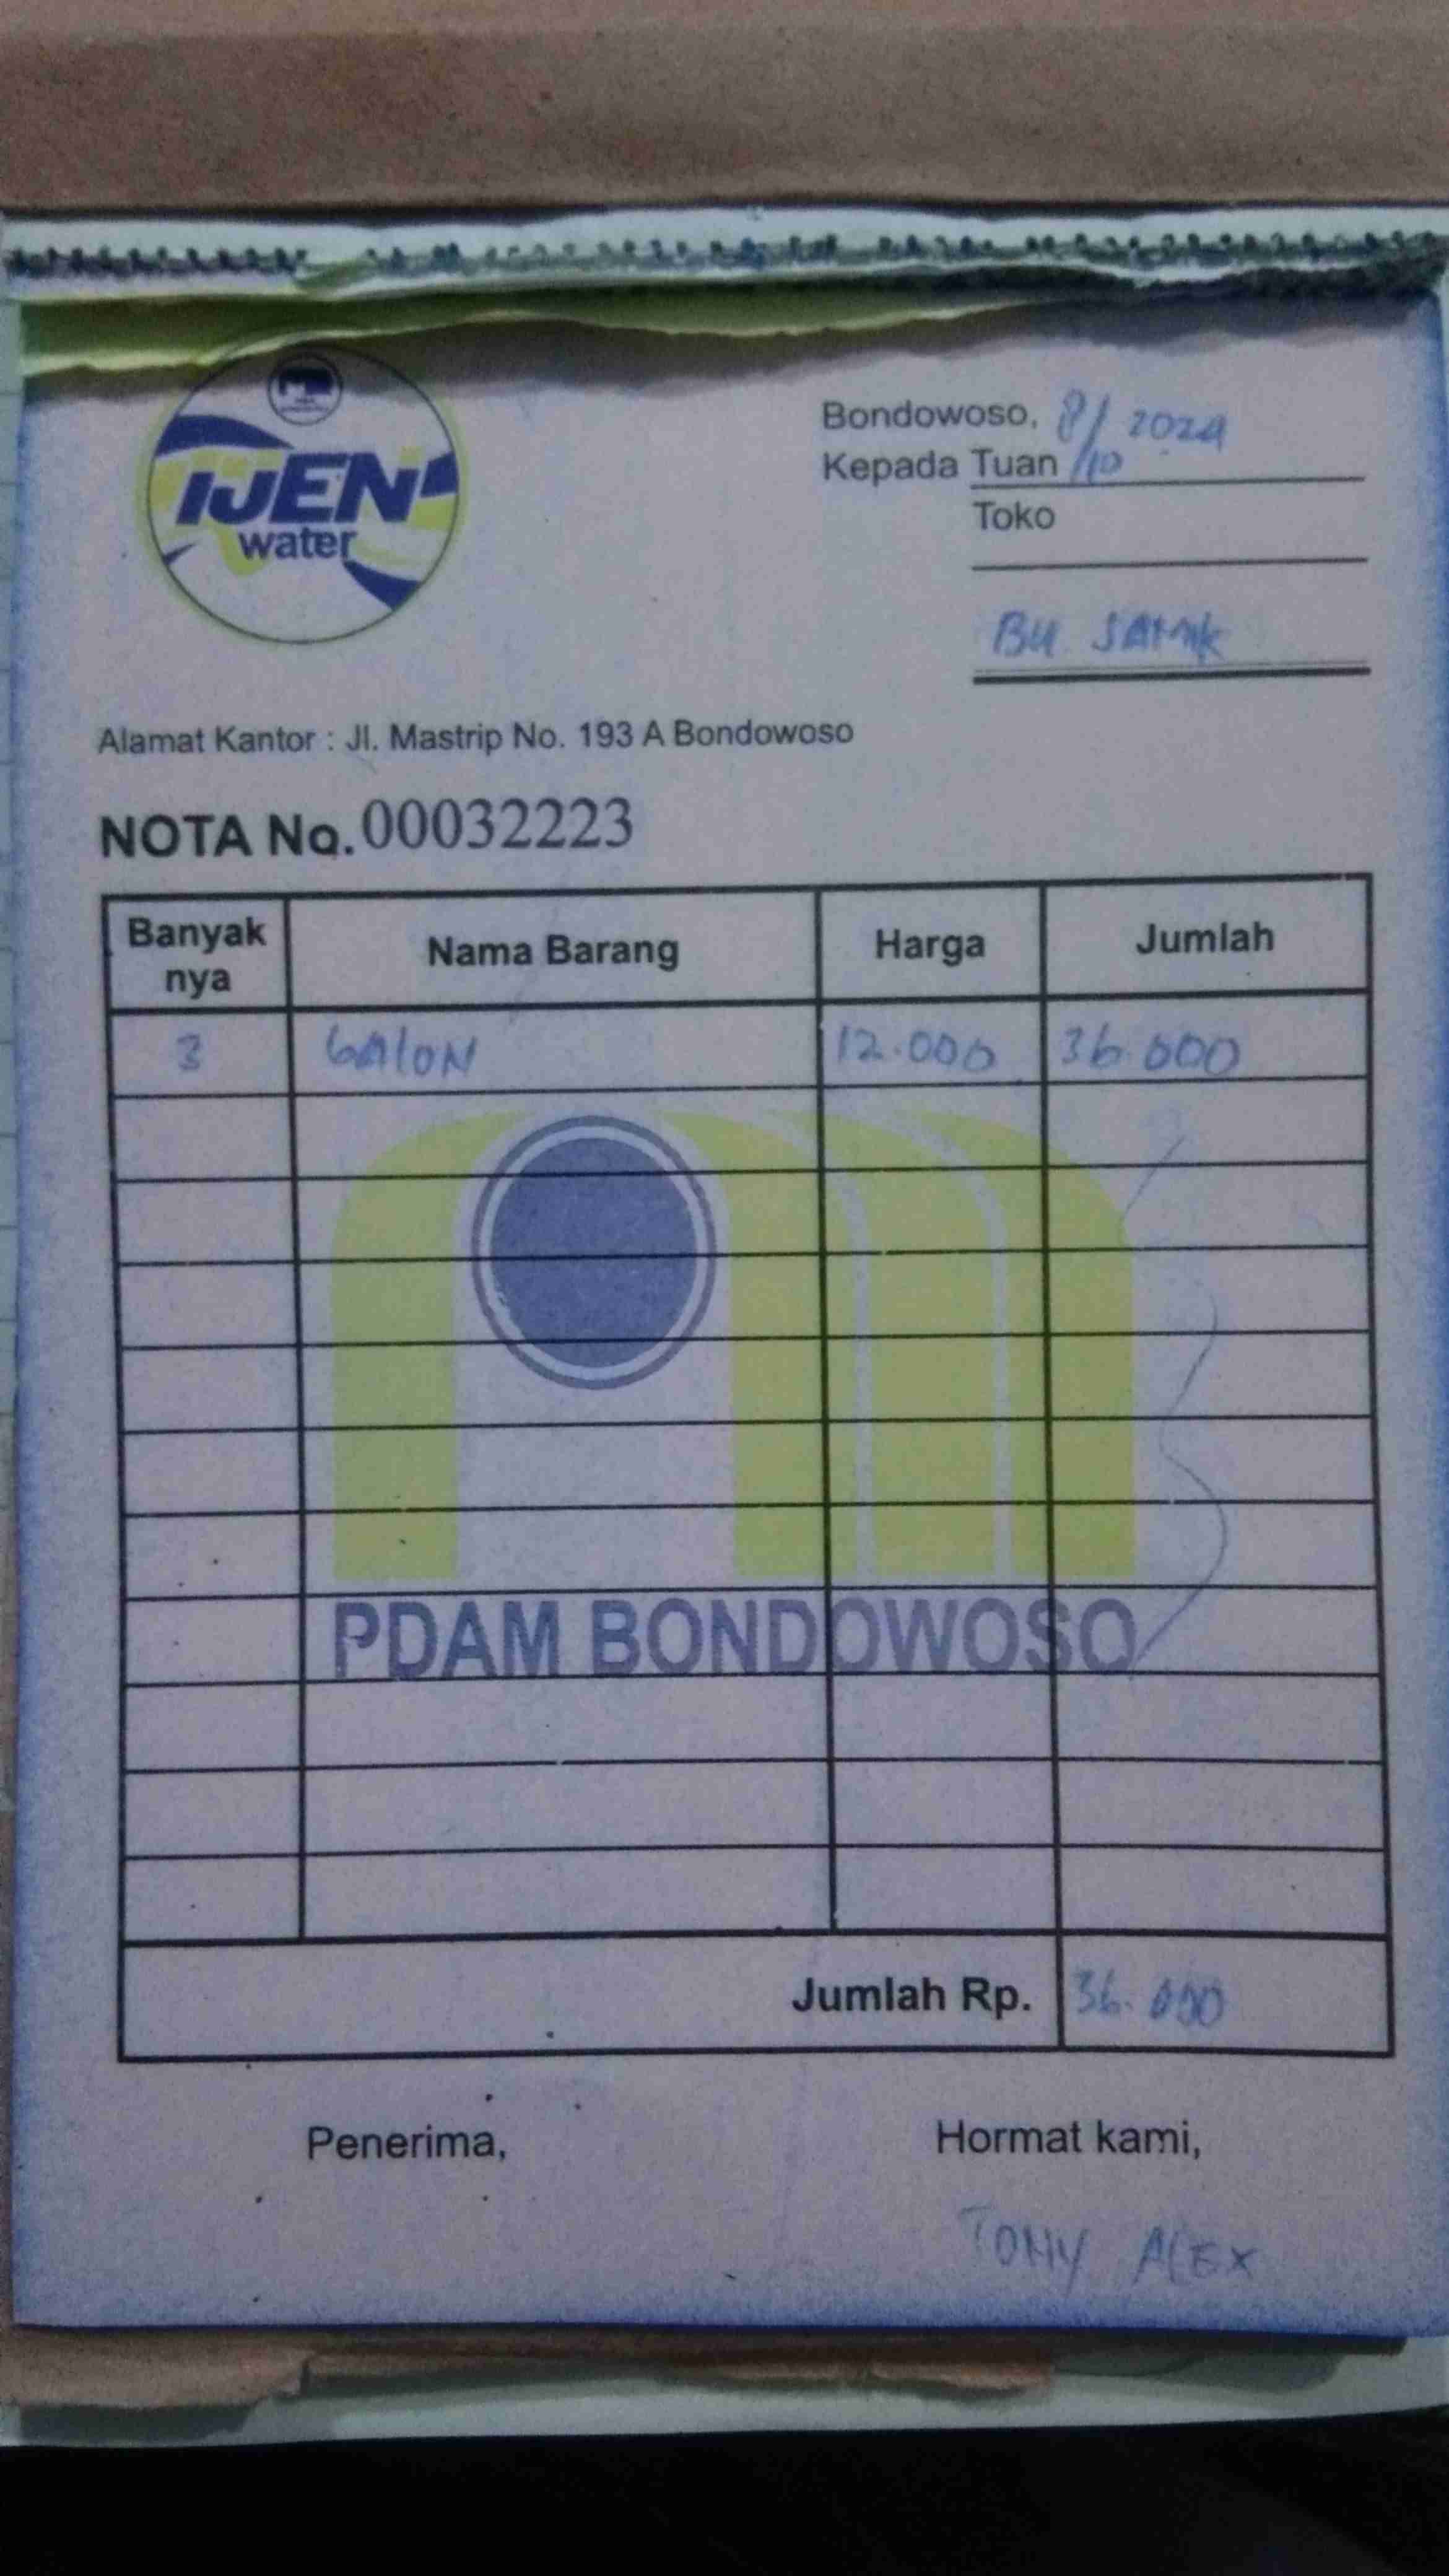 IJEN
water
Bondowoso, 8/10 2024
Kepada Tuan
Toko
BU
Alamat Kantor : Jl. Mastrip No. 193 A Bondowoso
NOTA No. 00032223
Banyak nya Nama Barang Harga Jumlah
3 GAlON 12.000 36.000
PDAM BONDOWOSO
Jumlah Rp. 36.000
Penerima, Hormat kami,
TONY ALEX